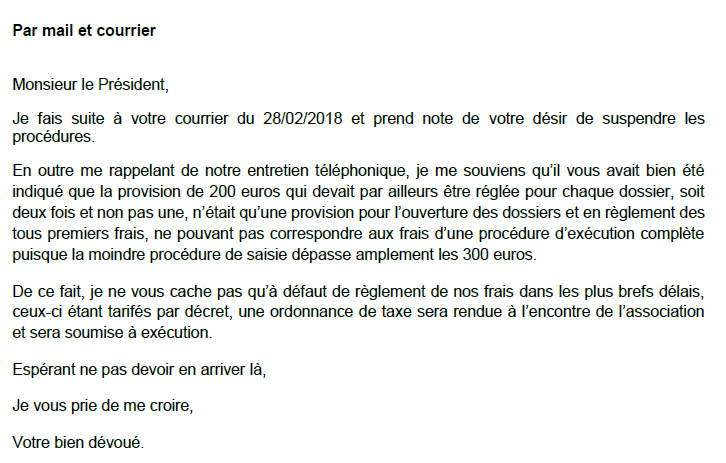 Par mail et courrier
Monsieur le Président,
Je fais suite à votre courrier du 28/02/2018 et prend note de votre désir de suspendre les
procédures.
En outre me rappelant de notre entretien téléphonique, je me souviens qu’il vous avait bien été
indiqué que la provision de 200 euros qui devait par ailleurs être réglée pour chaque dossier, soit
deux fois et non pas une, n’était qu’une provision pour l’ouverture des dossiers et en règlement des
tous premiers frais, ne pouvant pas correspondre aux frais d’une procédure d’exécution complète
puisque la moindre procédure de saisie dépasse amplement les 300 euros.
De ce fait, je ne vous cache pas qu’à défaut de règlement de nos frais dans les plus brefs délais,
ceux-ci étant tarifés par décret, une ordonnance de taxe sera rendue à l’encontre de l’association
et sera soumise à exécution.
Espérant ne pas devoir en arriver là,
Je vous prie de me croire,
Votre bien dévoué.